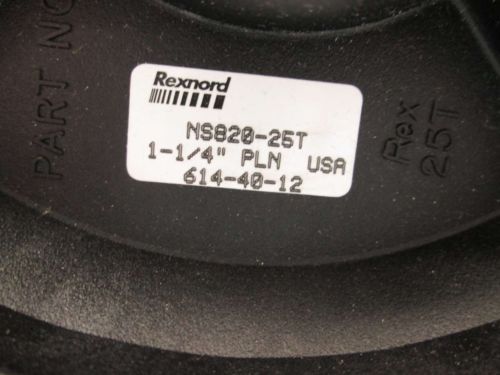 PART NO
Rexnord
NS820-25T
1-1/4" PLN USA
614-40-12
Rex
25T